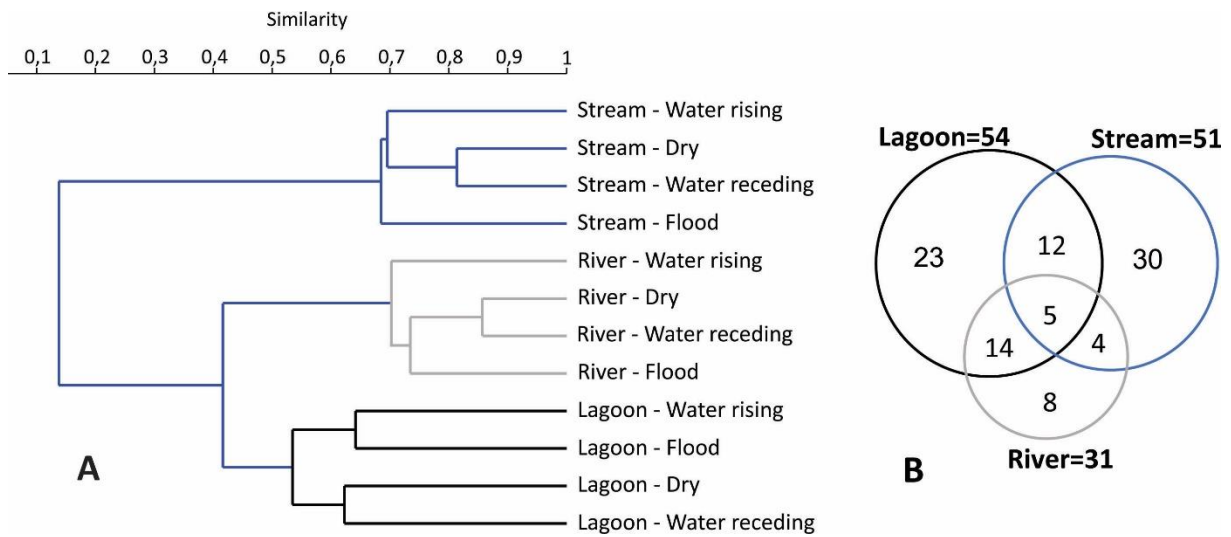 Similarity
0,1 0,2 0,3 0,4 0,5 0,6 0,7 0,8 0,9 1
Stream - Water rising
Stream - Dry
Stream - Water receding
Stream - Flood
River - Water rising
River - Dry
River - Water receding
River - Flood
Lagoon - Water rising
Lagoon - Flood
Lagoon - Dry
Lagoon - Water receding
A
Lagoon=54 Stream=51
23 12 30
5
14 4
8
River=31
B